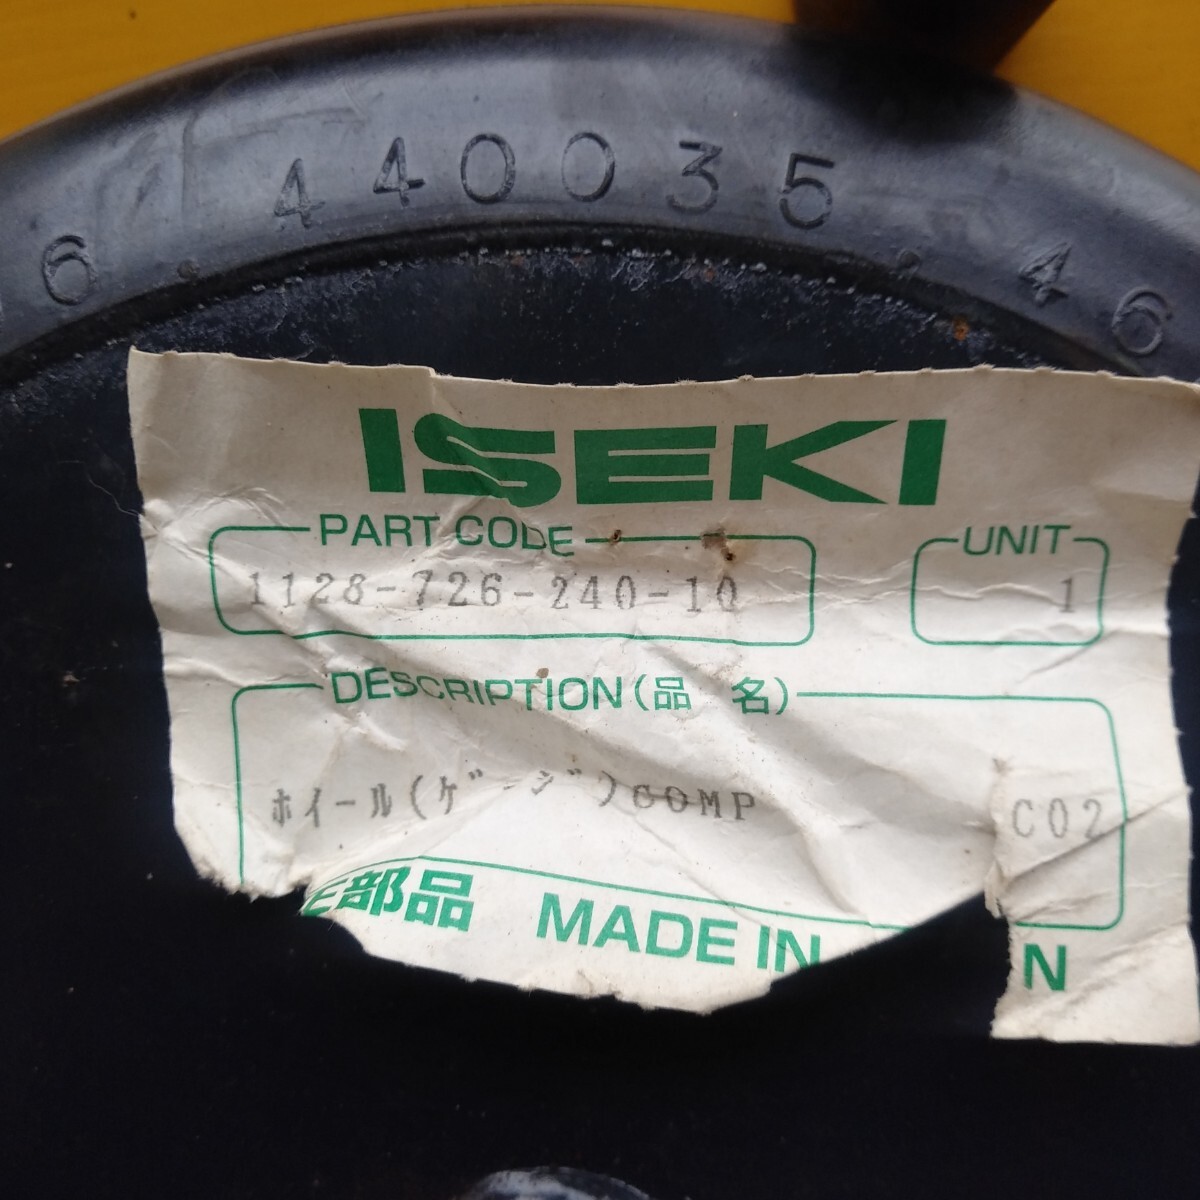 6 440035 46
ISEKI
PART CODE
UNIT
1128-726-240-10
1
DESCRIPTION(品 名)
ホイール(ゲージ)COMP
C02
部品 MADE IN N